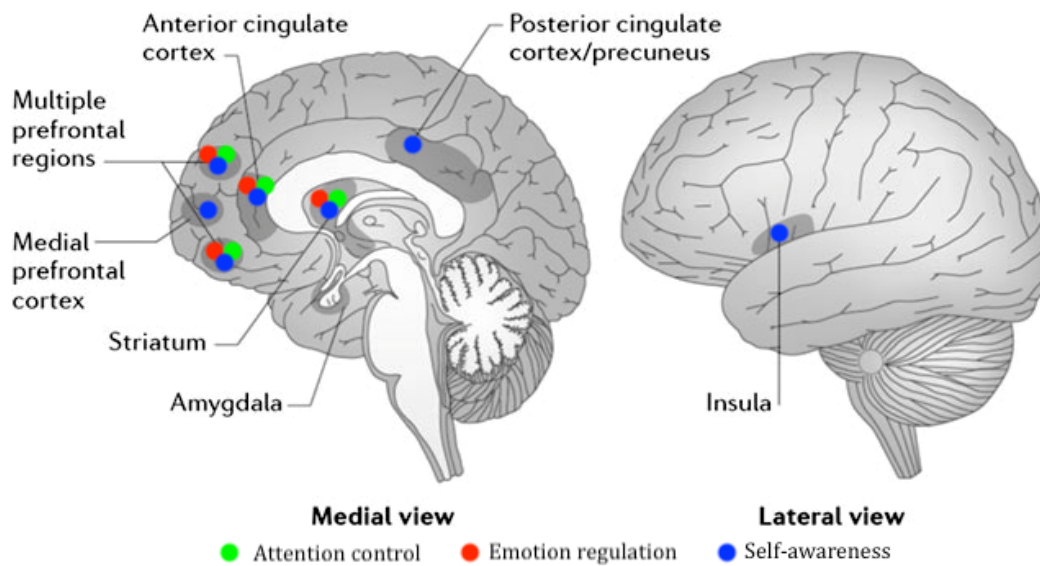 Anterior cingulate
cortex
Posterior cingulate
cortex/precuneus
Multiple
prefrontal
regions
Medial
prefrontal
cortex
Striatum
Amygdala
Insula
Medial view
Lateral view
Attention control
Emotion regulation
Self-awareness